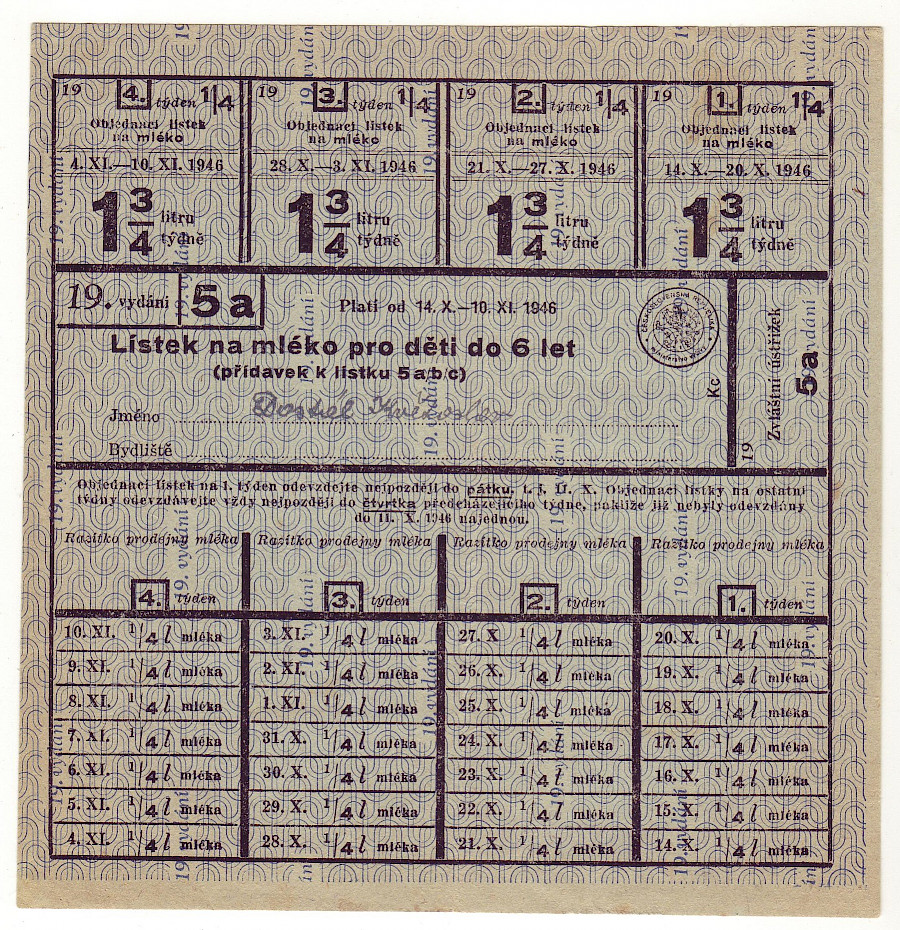 19 4. týden 1/4 19 3. týden 1/4 19 2. týden 1/4 19 1. týden 1/4
Objednací lístek Objednací lístek Objednací lístek Objednací lístek
na mléko na mléko na mléko na mléko
4. XI.—10. XI. 1946 28. X.—3. XI. 1946 21. X.—27. X. 1946 14. X.—20. X. 1946
1 3/4 litru týdně 1 3/4 litru týdně 1 3/4 litru týdně 1 3/4 litru týdně
19. vydání 5a Platí od 14. X.—10. XI. 1946
Lístek na mléko pro děti do 6 let
(přídavek k lístku 5abc)
Jméno Dostel
Bydliště
Kc
19
Zvláštní ústřižek
5a
Objednací lístek na 1. týden odevzdejte nejpozději do pátku, t. j. 11. X. Objednací lístky na ostatní
týdny odevzdávejte vždy nejpozději do čtvrtka předcházejícího týdne, pakliže již nebyly odevzdány
do 11. X. 1946 najednou.
Razítko prodejny mléka Razítko prodejny mléka Razítko prodejny mléka Razítko prodejny mléka
4. týden 3. týden 2. týden 1. týden
10. XI. 1/4 l mléka 3. XI. 1/4 l mléka 27. X 1/4 l mléka 20. X. 1/4 l mléka
9. XI. 1/4 l mléka 2. XI. 1/4 l mléka 26. X. 1/4 l mléka 19. X. 1/4 l mléka
8. XI. 1/4 l mléka 1. XI. 1/4 l mléka 25. X. 1/4 l mléka 18. X. 1/4 l mléka
7. XI. 1/4 l mléka 31. X. 1/4 l mléka 24. X. 1/4 l mléka 17. X. 1/4 l mléka
6. XI. 1/4 l mléka 30. X. 1/4 l mléka 23. X. 1/4 l mléka 16. X. 1/4 l mléka
5. XI. 1/4 l mléka 29. X. 1/4 l mléka 22. X. 1/4 l mléka 15. X. 1/4 l mléka
4. XI. 1/4 l mléka 28. X. 1/4 l mléka 21. X. 1/4 l mléka 14. X. 1/4 l mléka
19. vydání